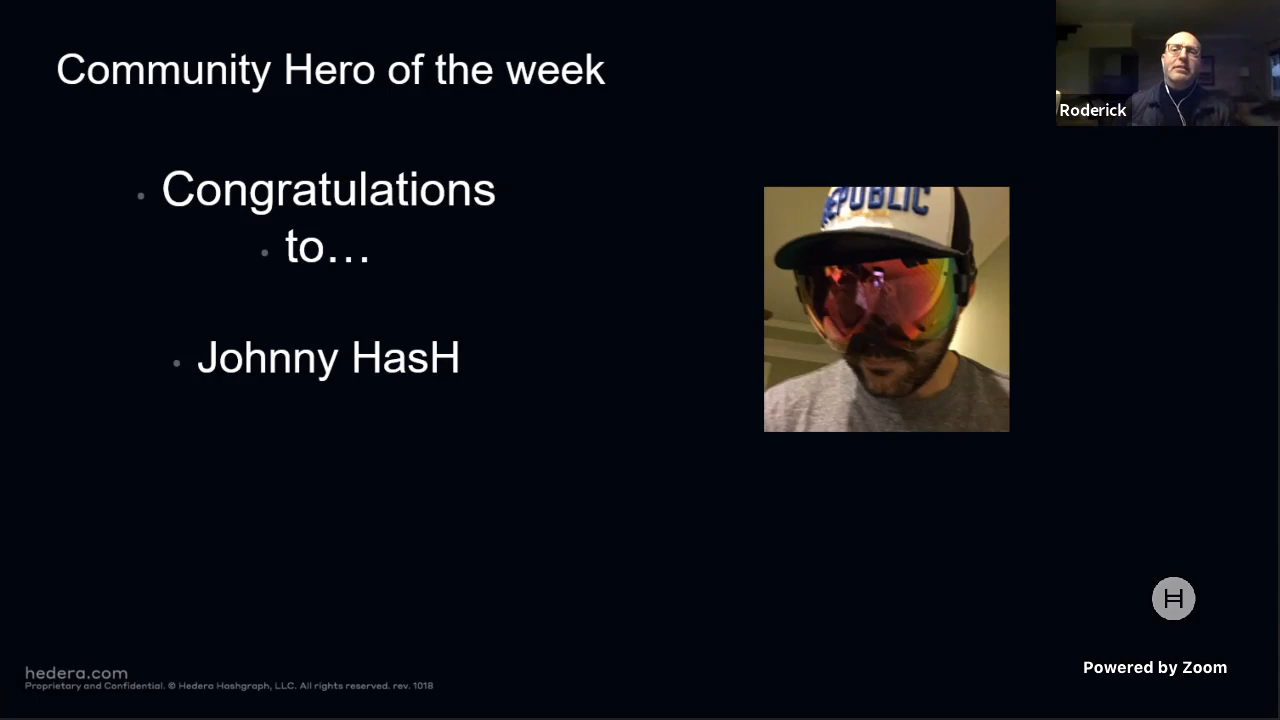 Community Hero of the week
Roderick
Congratulations
to…
Johnny HasH
hedera.com
Proprietary and Confidential. © Hedera Hashgraph, LLC. All rights reserved. rev. 1018
Powered by Zoom